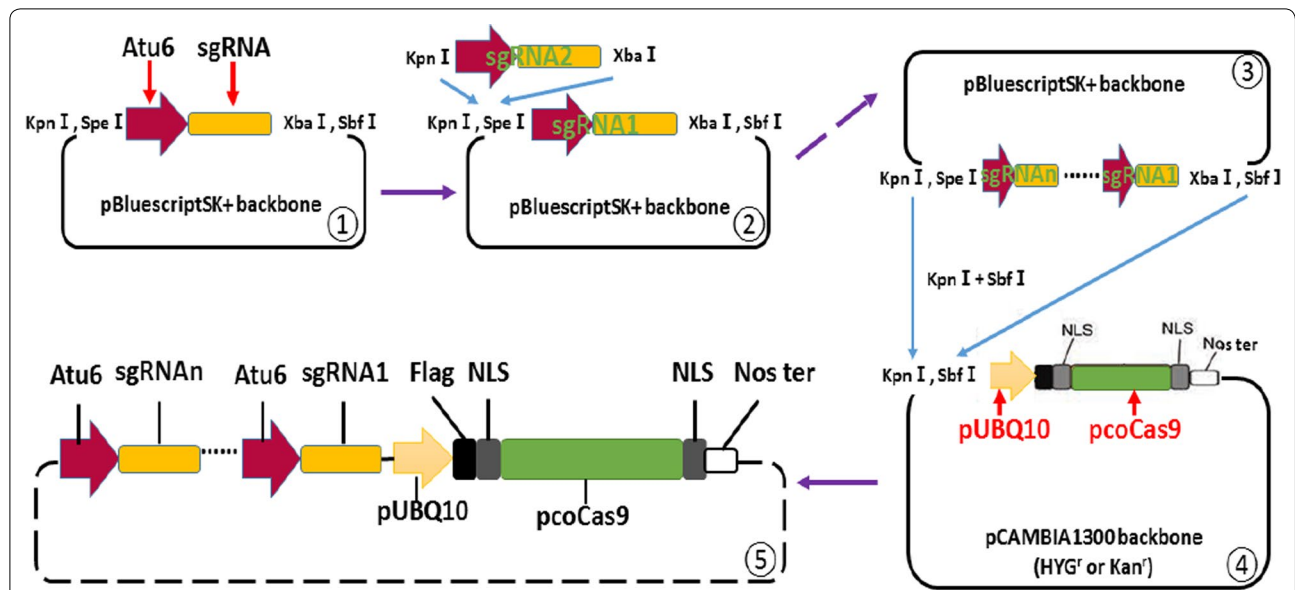 Atu6 sgRNA
Kpn I , Spe I
Xba I , Sbf I
pBluescriptSK+ backbone
①
Kpn I sgRNA2 Xba I
Kpn I , Spe I sgRNA1 Xba I , Sbf I
pBluescriptSK+ backbone
②
③
pBluescriptSK+ backbone
Kpn I , Spe I sgRNAn ...... sgRNA1 Xba I , Sbf I
Kpn I + Sbf I
NLS NLS Nos ter
Kpn I , Sbf I
pUBQ10 pcoCas9
pCAMBIA1300 backbone
(HYGʳ or Kanʳ)
④
Atu6 sgRNAn Atu6 sgRNA1 Flag NLS NLS Nos ter
......
pUBQ10 pcoCas9
⑤